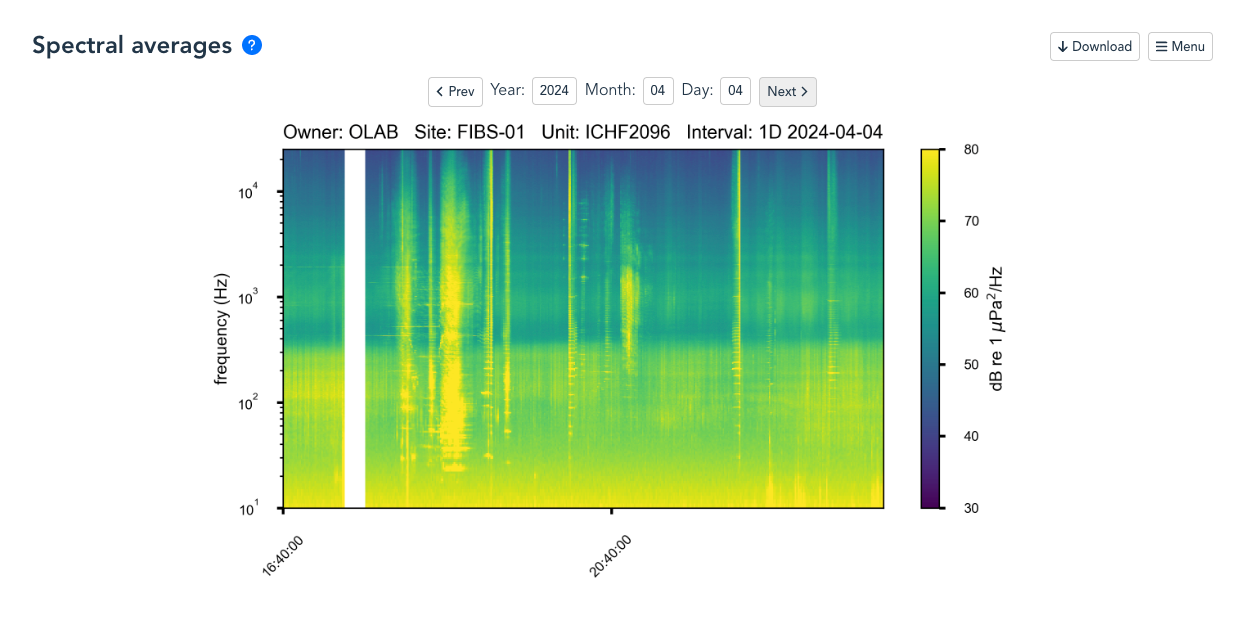 Spectral averages ?
Download Menu
Prev Year: 2024 Month: 04 Day: 04 Next
Owner: OLAB Site: FIBS-01 Unit: ICHF2096 Interval: 1D 2024-04-04
frequency (Hz)
10⁴
10³
10²
10¹
16:40:00
20:40:00
80
70
60
50
40
30
dB re 1 µPa²/Hz